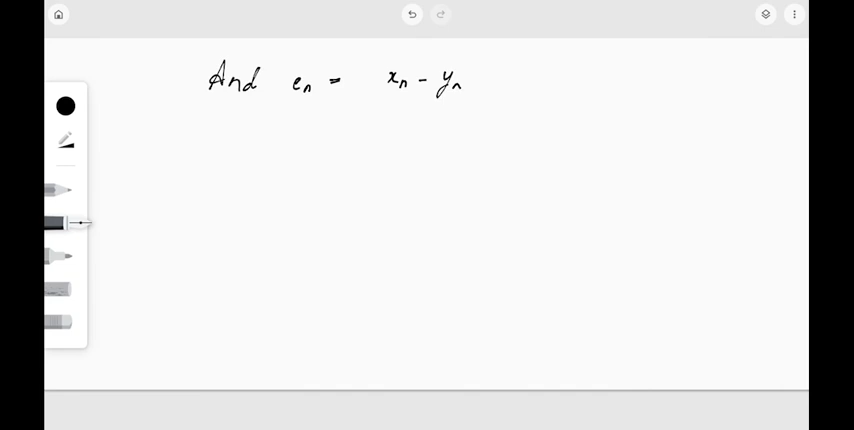 And eₙ = xₙ - yₙ